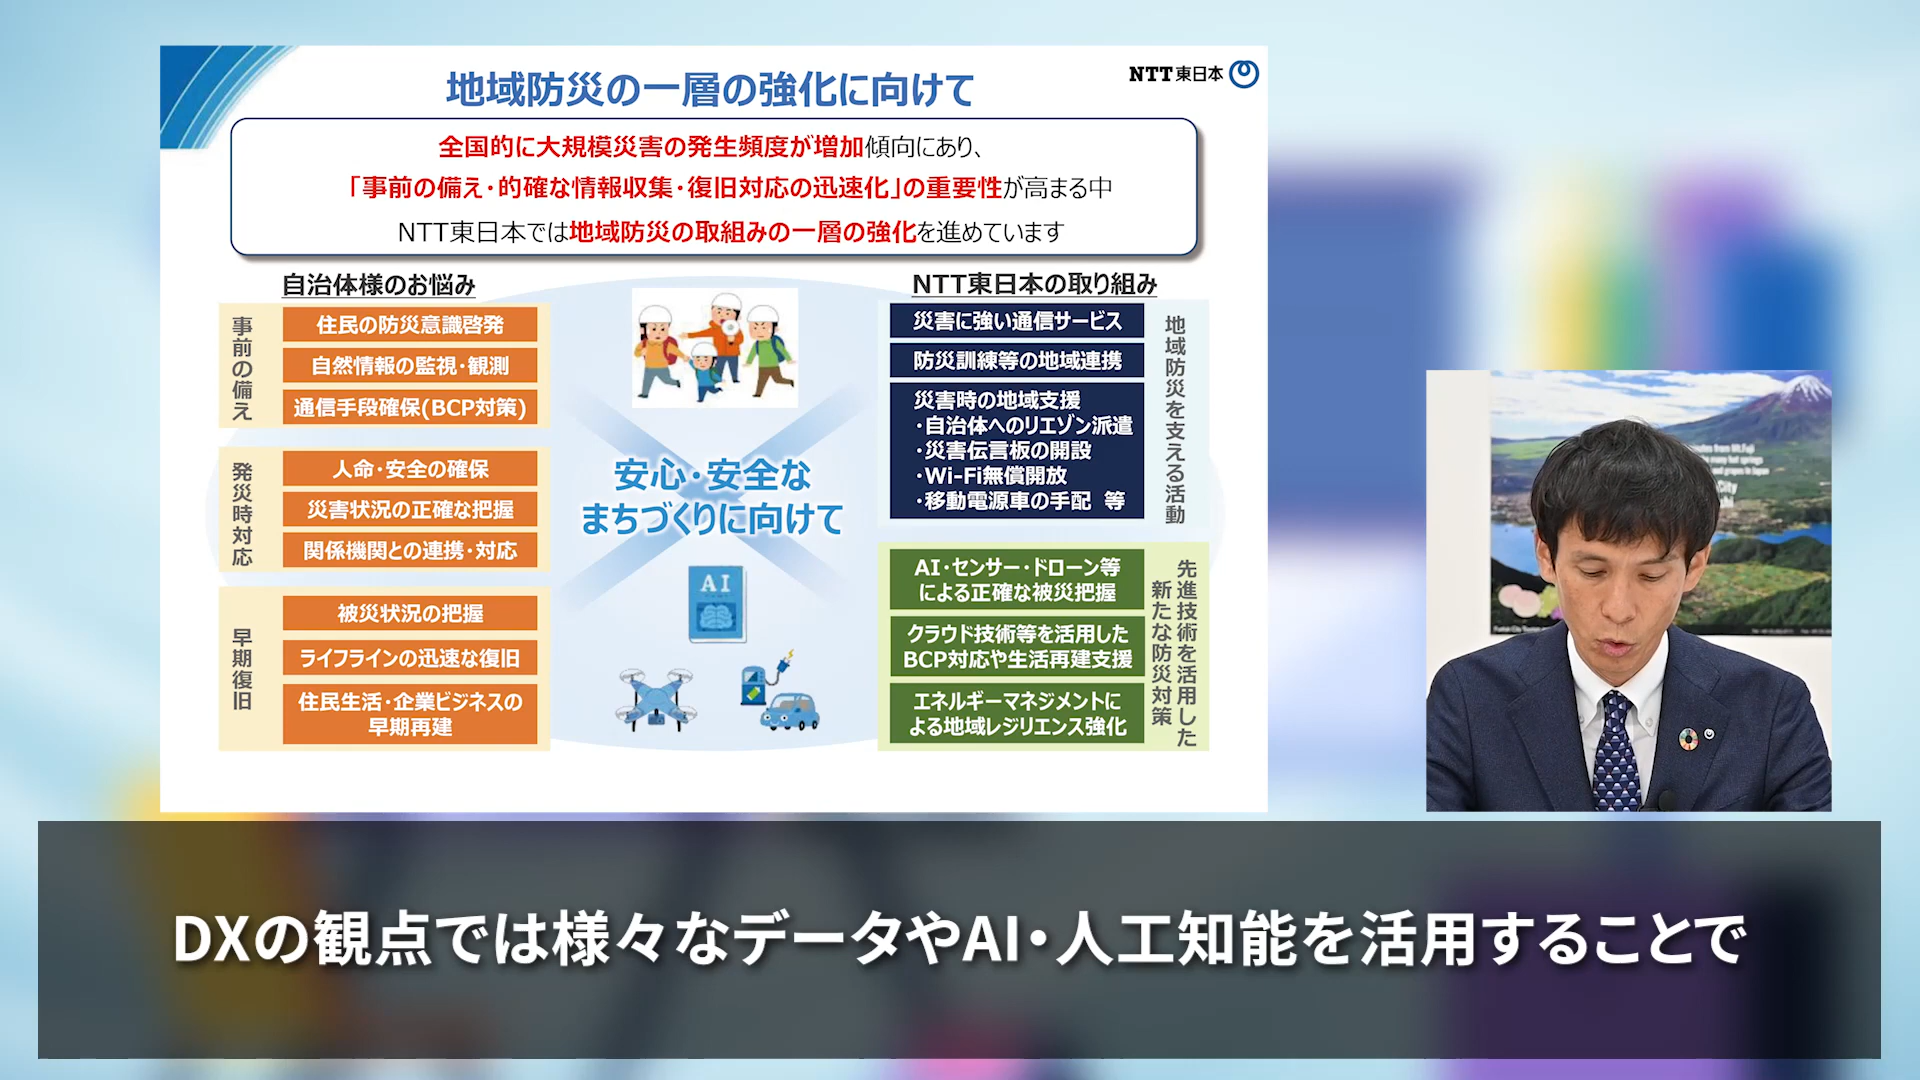 地域防災の一層の強化に向けて
NTT東日本
全国的に大規模災害の発生頻度が増加傾向にあり、
「事前の備え・的確な情報収集・復旧対応の迅速化」の重要性が高まる中
NTT東日本では地域防災の取組みの一層の強化を進めています
自治体様のお悩み
事前の備え
住民の防災意識啓発
自然情報の監視・観測
通信手段確保(BCP対策)
発災時対応
人命・安全の確保
災害状況の正確な把握
関係機関との連携・対応
早期復旧
被災状況の把握
ライフラインの迅速な復旧
住民生活・企業ビジネスの
早期再建
安心・安全な
まちづくりに向けて
AI
NTT東日本の取り組み
災害に強い通信サービス
防災訓練等の地域連携
災害時の地域支援
・自治体へのリエゾン派遣
・災害伝言板の開設
・Wi-Fi無償開放
・移動電源車の手配 等
地域防災を支える活動
AI・センサー・ドローン等
による正確な被災把握
クラウド技術等を活用した
BCP対応や生活再建支援
エネルギーマネジメントに
よる地域レジリエンス強化
先進技術を活用した
新たな防災対策
City
DXの観点では様々なデータやAI・人工知能を活用することで